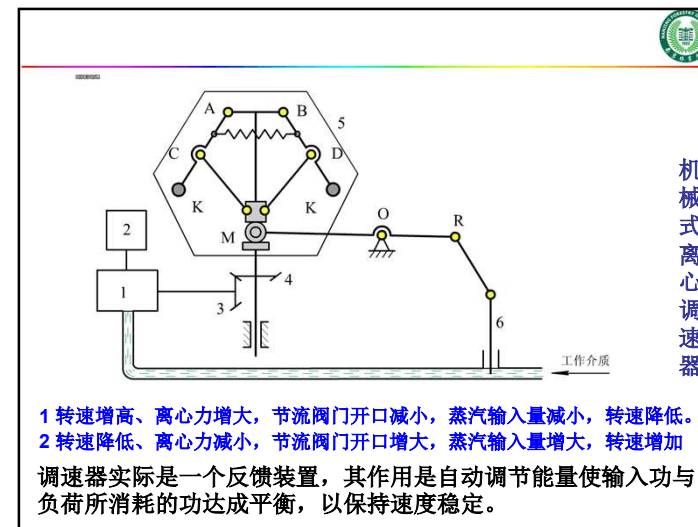 A
B
5
C
D
K
K
2
M
O
R
1
4
3
6
工作介质
机
械
式
离
心
调
速
器
1 转速增高、离心力增大，节流阀门开口减小，蒸汽输入量减小，转速降低。
2 转速降低、离心力减小，节流阀门开口增大，蒸汽输入量增大，转速增加
调速器实际是一个反馈装置，其作用是自动调节能量使输入功与
负荷所消耗的功达成平衡，以保持速度稳定。